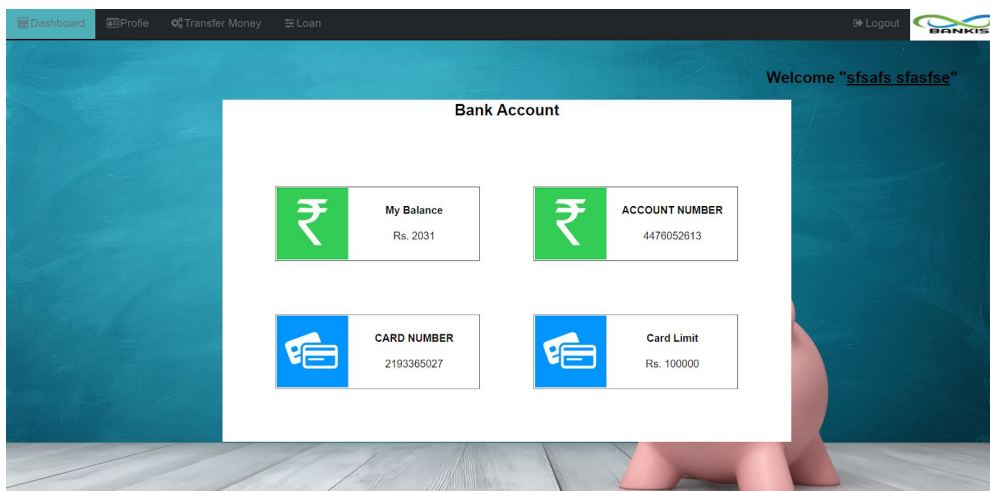 Dashboard Profie Transfer Money Loan Logout
BANKIS
Welcome "sfsafs sfasfse"
Bank Account
₹ My Balance
Rs. 2031
₹ ACCOUNT NUMBER
4476052613
CARD NUMBER
2193365027
Card Limit
Rs. 100000